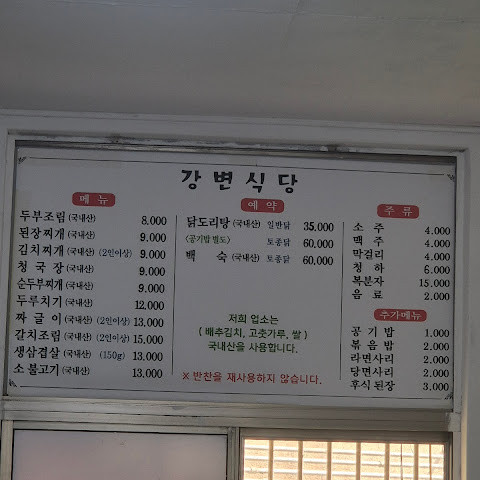 강변식당
메뉴
두부조림 (국내산) 8.000
된장찌개 (국내산) 9.000
김치찌개 (국내산) (2인이상) 9.000
청국장 (국내산) 9.000
순두부찌개 (국내산) 9.000
두루치기 (국내산) 12,000
짜글이 (국내산) (2인이상) 13,000
갈치조림 (국내산) (2인이상) 15,000
생삼겹살 (국내산) (150g) 13,000
소불고기 (국내산) 13,000
예약
닭도리탕 (국내산) 일반닭 35.000
(공기밥 별도) 토종닭 60,000
백숙 (국내산) 토종닭 60,000
저희 업소는
( 배추김치, 고춧가루, 쌀 )
국내산을 사용합니다.
※ 반찬을 재사용하지 않습니다.
주류
소주 4.000
맥주 4.000
막걸리 4.000
청하 6.000
복분자 15.000
음료 2.000
추가메뉴
공기밥 1,000
볶음밥 2.000
라면사리 2.000
당면사리 2.000
후식된장 3.000